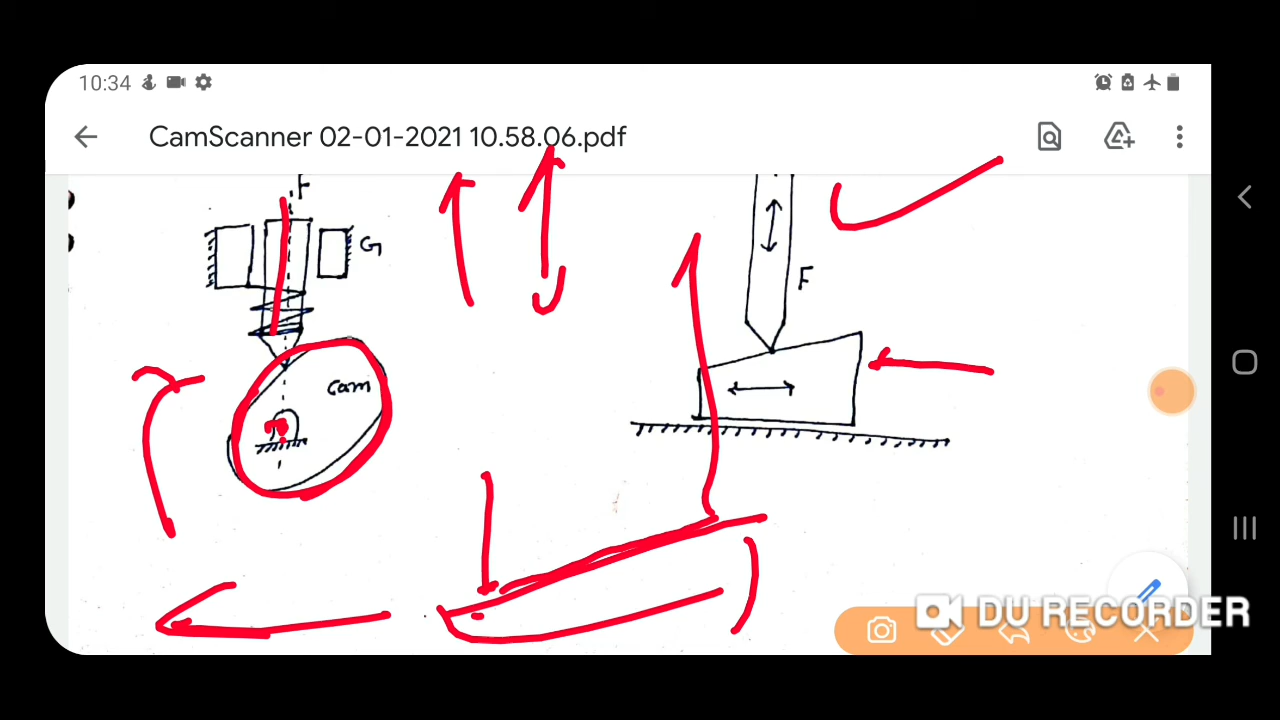 10:34
CamScanner 02-01-2021 10.58.06.pdf
F
G
F
Cam
DU RECORDER